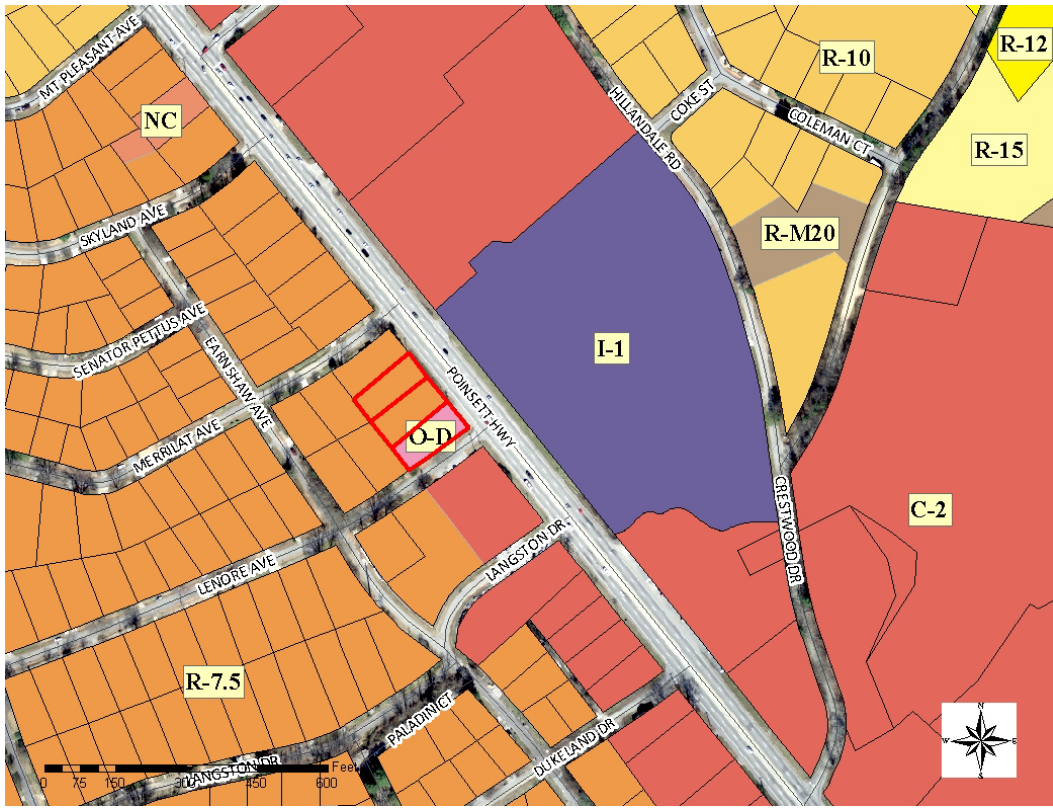 MT PLEASANT AVE
R-12
R-10
HILLANDALE RD
COKE ST
COLEMAN CT
NC
R-15
SKYLAND AVE
R-M20
SENATOR PETTUS AVE
EARNSHAW AVE
I-1
POINSETT HWY
MERRILAT AVE
O-D
CRESTWOOD DR
C-2
LANGSTON DR
LENORE AVE
R-7.5
PALADIN CT
DUKELAND DR
LANGSTON DR
Feet
0 75 150 300 450 600
N
W E
S